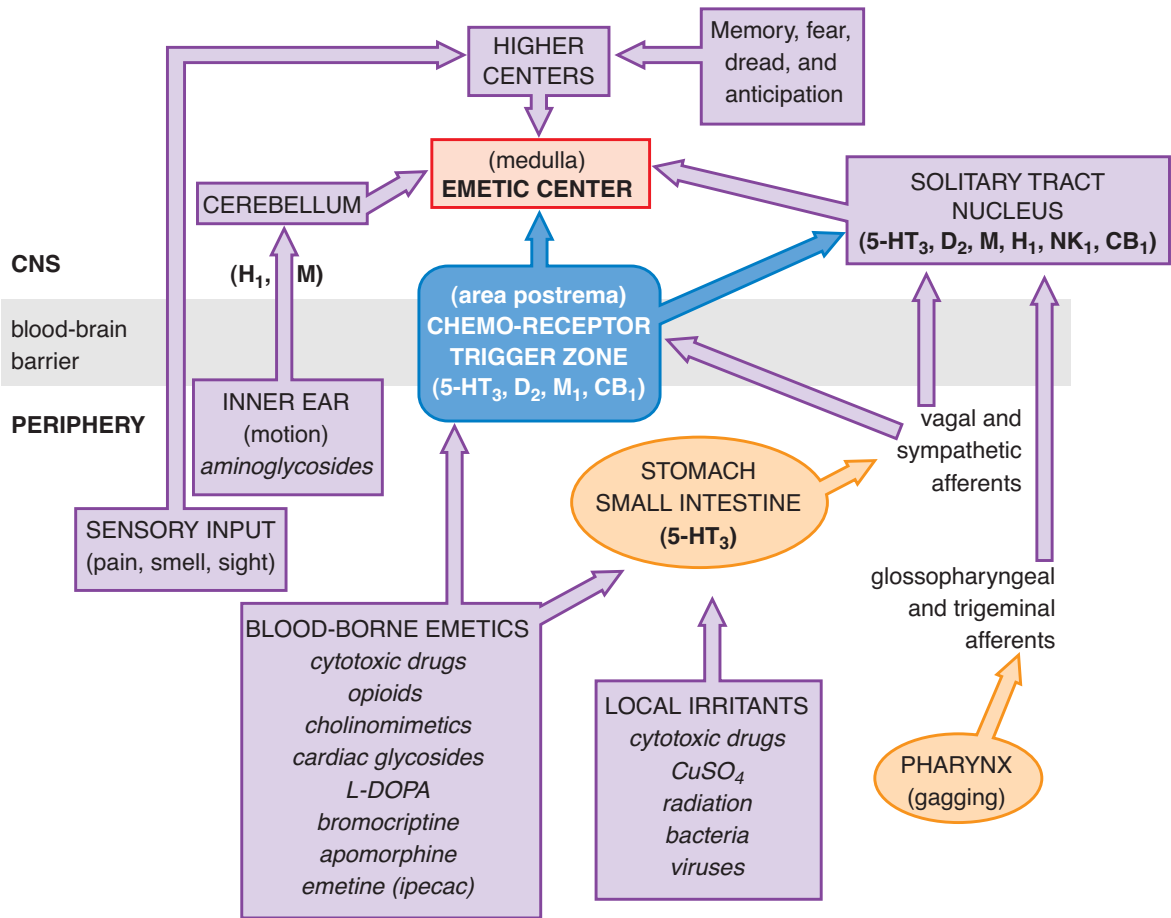 HIGHER
CENTERS
Memory, fear,
dread, and
anticipation
(medulla)
EMETIC CENTER
CEREBELLUM
SOLITARY TRACT
NUCLEUS
(5-HT₃, D₂, M, H₁, NK₁, CB₁)
CNS
(H₁, M)
(area postrema)
CHEMO-RECEPTOR
TRIGGER ZONE
(5-HT₃, D₂, M₁, CB₁)
blood-brain
barrier
PERIPHERY
INNER EAR
(motion)
aminoglycosides
vagal and
sympathetic
afferents
STOMACH
SMALL INTESTINE
(5-HT₃)
SENSORY INPUT
(pain, smell, sight)
glossopharyngeal
and trigeminal
afferents
BLOOD-BORNE EMETICS
cytotoxic drugs
opioids
cholinomimetics
cardiac glycosides
L-DOPA
bromocriptine
apomorphine
emetine (ipecac)
LOCAL IRRITANTS
cytotoxic drugs
CuSO₄
radiation
bacteria
viruses
PHARYNX
(gagging)